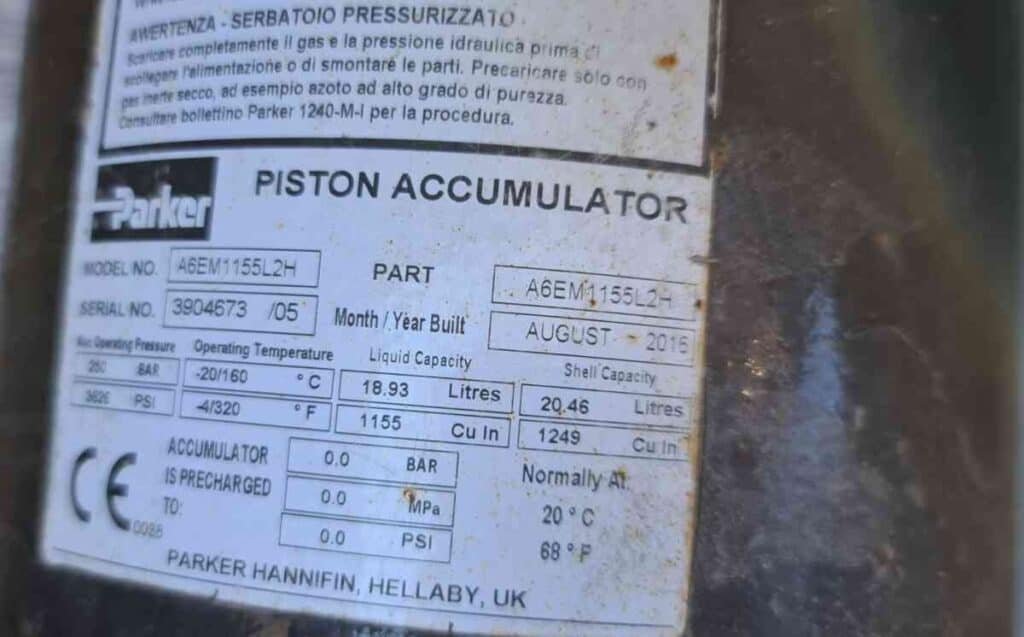 AWERTENZA - SERBATOIO PRESSURIZZATO
Scaricare completamente il gas e la pressione idraulica prima di
scollegare l'alimentazione o di smontare le parti. Precaricare solo con
gas inerte secco, ad esempio azoto ad alto grado di purezza.
Consultare bollettino Parker 1240-M-I per la procedura.
Parker
PISTON ACCUMULATOR
MODEL NO. A6EM1155L2H PART A6EM1155L2H
SERIAL NO. 3904673 /05 Month / Year Built AUGUST - 2015
Max Operating Pressure Operating Temperature Liquid Capacity Shell Capacity
250 BAR -20/160 °C 18.93 Litres 20.46 Litres
3626 PSI -4/320 °F 1155 Cu In 1249 Cu In
ACCUMULATOR IS PRECHARGED TO:
0.0 BAR
0.0 MPa
0.0 PSI
Normally At
20 °C
68 °F
CE
PARKER HANNIFIN, HELLABY, UK